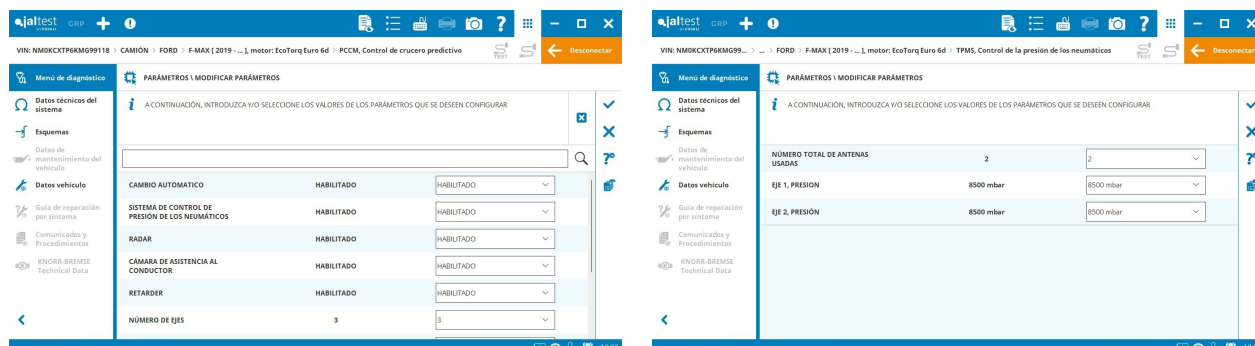 jaltest GRP
VIN: NM0KCXTP6KMG99118 > CAMIÓN > FORD > F-MAX [ 2019 - ... ], motor: EcoTorq Euro 6d > PCCM, Control de crucero predictivo
TEST
Desconectar
Menú de diagnóstico
PARÁMETROS \ MODIFICAR PARÁMETROS
Datos técnicos del
sistema
A CONTINUACIÓN, INTRODUZCA Y/O SELECCIONE LOS VALORES DE LOS PARÁMETROS QUE SE DESEEN CONFIGURAR
Esquemas
Datos de
mantenimiento del
vehículo
Datos vehículo
Guía de reparación
por síntoma
Comunicados y
Procedimientos
KNORR-BREMSE
Technical Data
CAMBIO AUTOMATICO HABILITADO HABILITADO
SISTEMA DE CONTROL DE
PRESIÓN DE LOS NEUMÁTICOS HABILITADO HABILITADO
RADAR HABILITADO HABILITADO
CÁMARA DE ASISTENCIA AL
CONDUCTOR HABILITADO HABILITADO
RETARDER HABILITADO HABILITADO
NÚMERO DE EJES 3 3
jaltest GRP
VIN: NM0KCXTP6KMG99... > ... > FORD > F-MAX [ 2019 - ... ], motor: EcoTorq Euro 6d > TPMS, Control de la presión de los neumáticos
TEST
Desconectar
Menú de diagnóstico
PARÁMETROS \ MODIFICAR PARÁMETROS
Datos técnicos del
sistema
A CONTINUACIÓN, INTRODUZCA Y/O SELECCIONE LOS VALORES DE LOS PARÁMETROS QUE SE DESEEN CONFIGURAR
Esquemas
Datos de
mantenimiento del
vehículo
Datos vehículo
Guía de reparación
por síntoma
Comunicados y
Procedimientos
KNORR-BREMSE
Technical Data
NÚMERO TOTAL DE ANTENAS
USADAS 2 2
EJE 1, PRESION 8500 mbar 8500 mbar
EJE 2, PRESIÓN 8500 mbar 8500 mbar